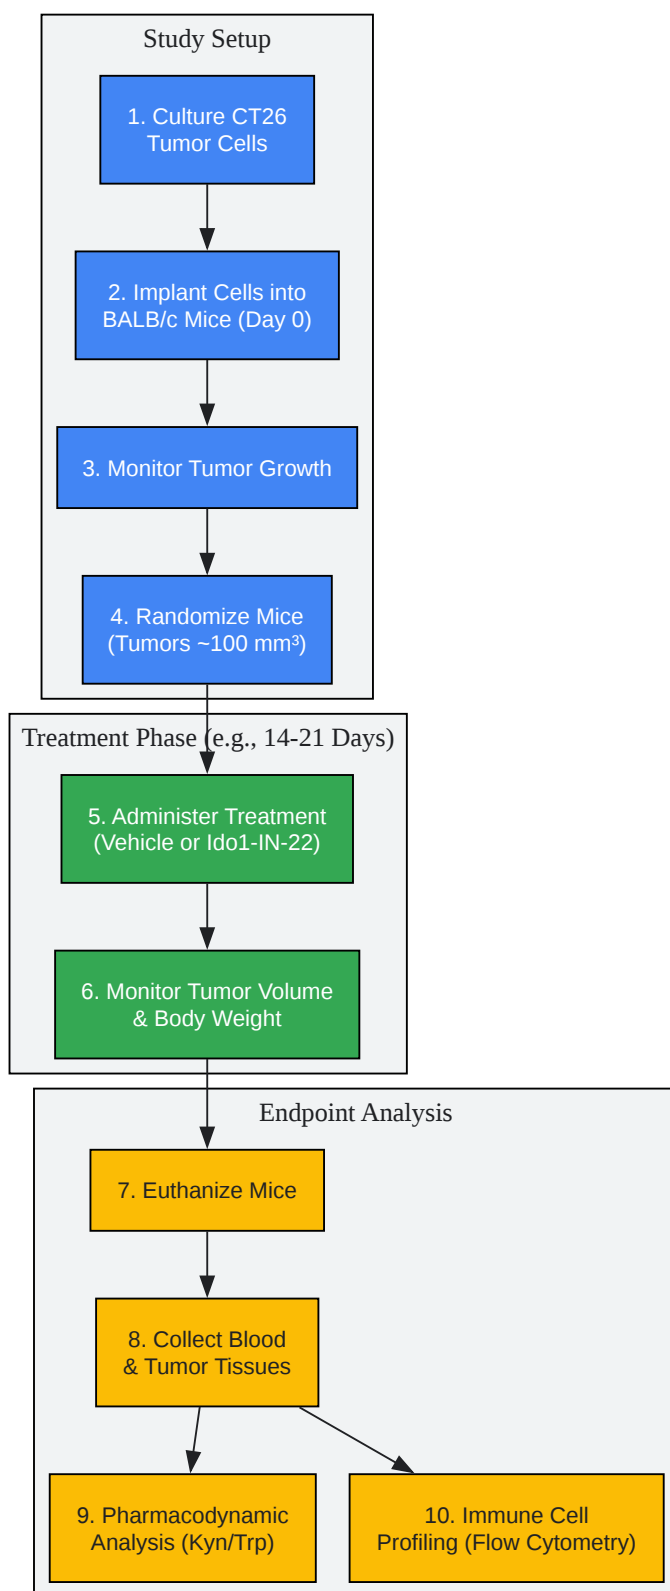 Study Setup
1. Culture CT26
Tumor Cells
2. Implant Cells into
BALB/c Mice (Day 0)
3. Monitor Tumor Growth
4. Randomize Mice
(Tumors ~100 mm³)
Treatment Phase (e.g., 14-21 Days)
5. Administer Treatment
(Vehicle or Ido1-IN-22)
6. Monitor Tumor Volume
& Body Weight
Endpoint Analysis
7. Euthanize Mice
8. Collect Blood
& Tumor Tissues
9. Pharmacodynamic
Analysis (Kyn/Trp)
10. Immune Cell
Profiling (Flow Cytometry)